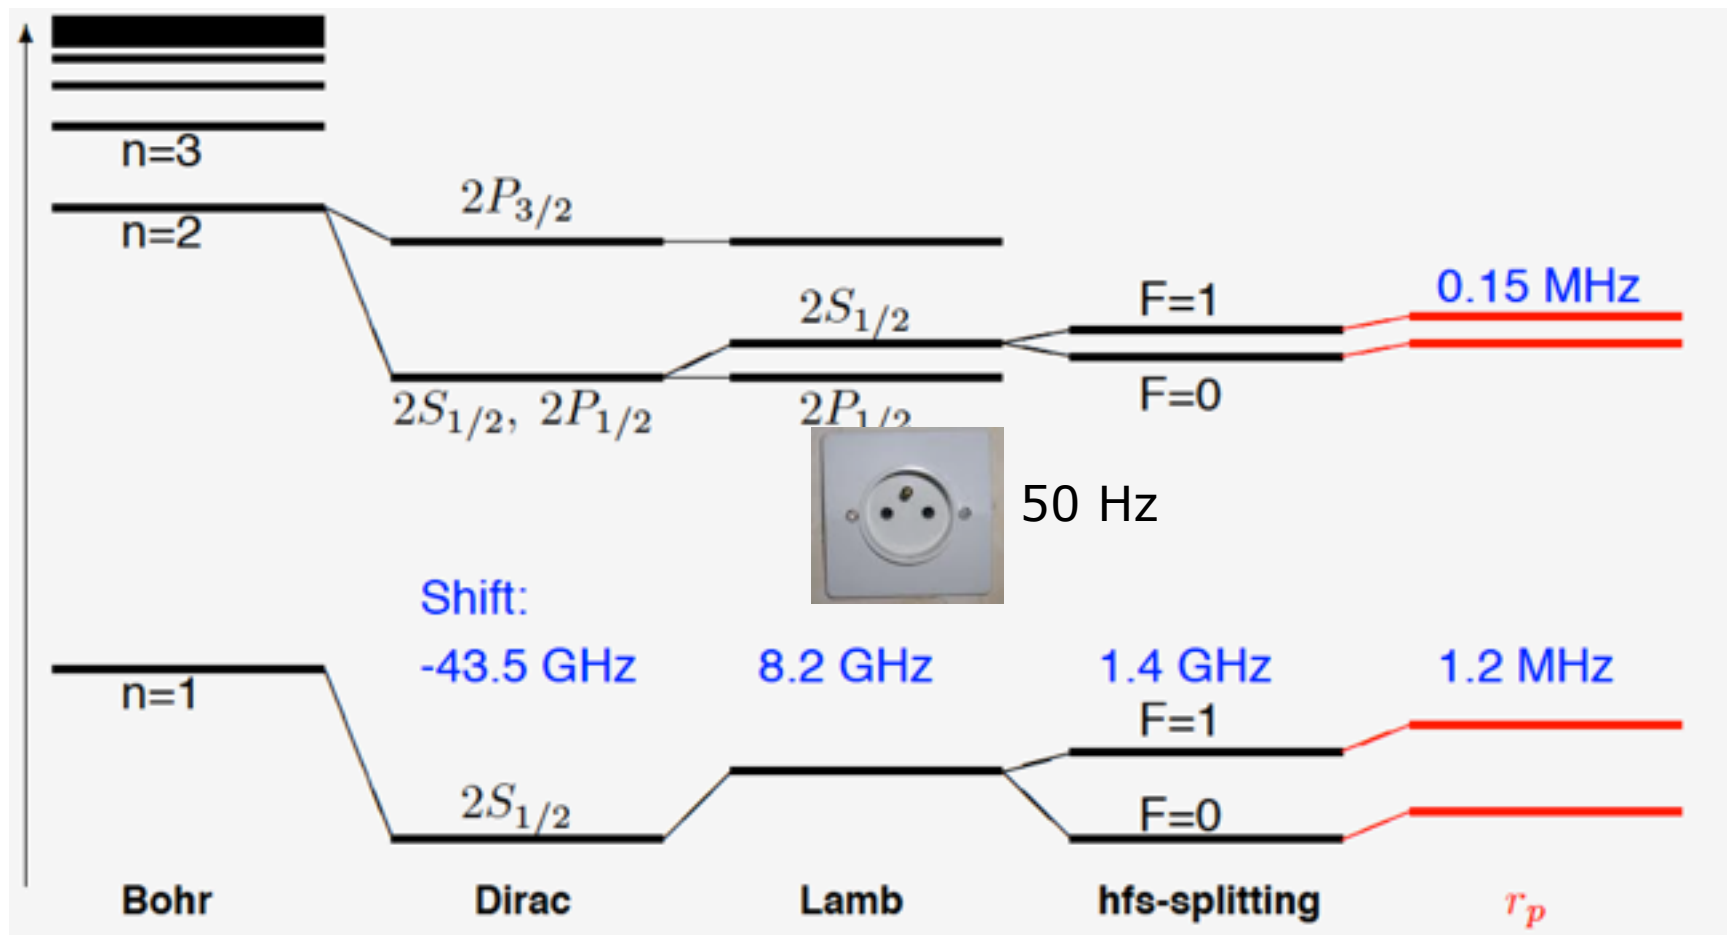 n=3
n=2
2P3/2
2S1/2, 2P1/2
2S1/2
2P1/2
F=1
F=0
0.15 MHz
50 Hz
Shift:
-43.5 GHz 8.2 GHz 1.4 GHz 1.2 MHz
n=1
F=1
2S1/2
F=0
Bohr Dirac Lamb hfs-splitting rp